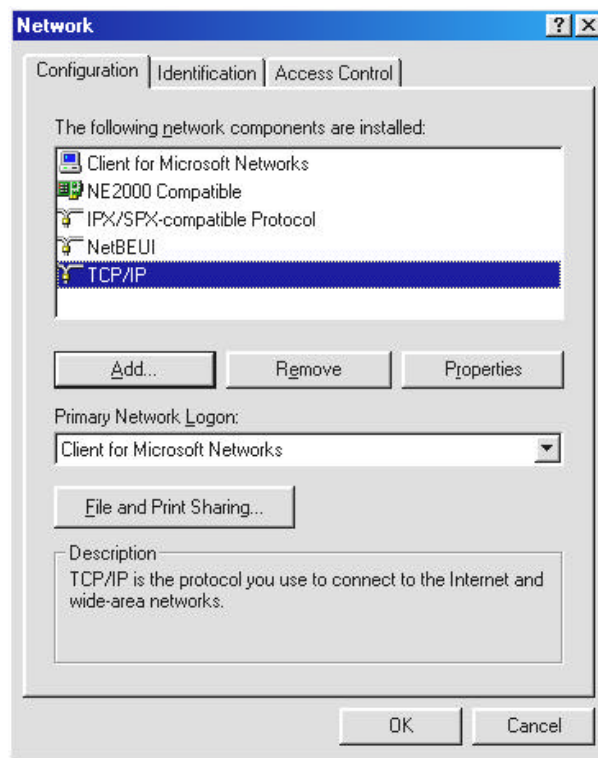 Network
Configuration Identification Access Control
The following network components are installed:
Client for Microsoft Networks
NE2000 Compatible
IPX/SPX-compatible Protocol
NetBEUI
TCP/IP
Add... Remove Properties
Primary Network Logon:
Client for Microsoft Networks
File and Print Sharing...
Description
TCP/IP is the protocol you use to connect to the Internet and
wide-area networks.
OK Cancel